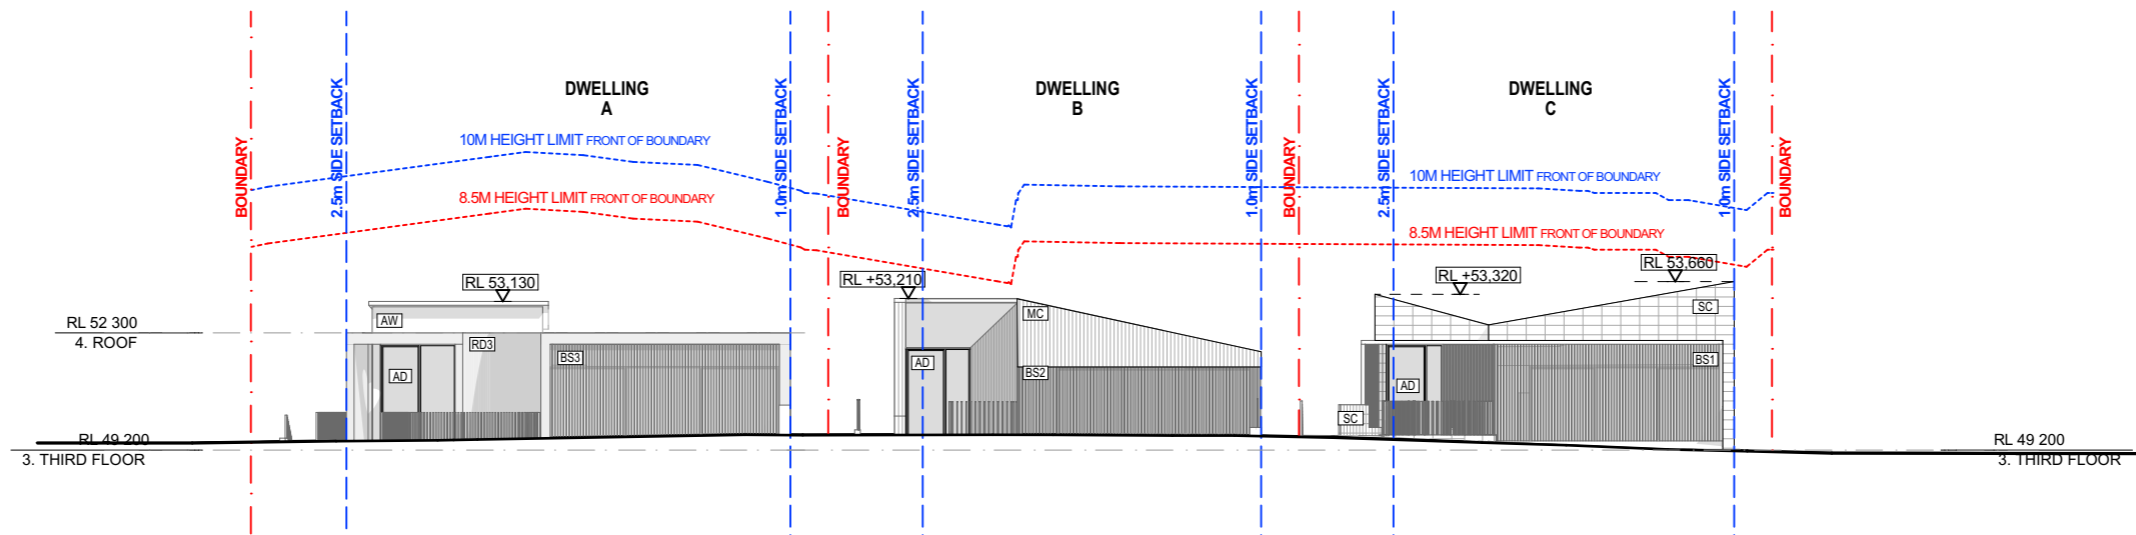 DWELLING
A
DWELLING
B
DWELLING
C
BOUNDARY
2.5m SIDE SETBACK
10M HEIGHT LIMIT FRONT OF BOUNDARY
8.5M HEIGHT LIMIT FRONT OF BOUNDARY
1.0m SIDE SETBACK
BOUNDARY
2.5m SIDE SETBACK
1.0m SIDE SETBACK
BOUNDARY
2.5m SIDE SETBACK
10M HEIGHT LIMIT FRONT OF BOUNDARY
8.5M HEIGHT LIMIT FRONT OF BOUNDARY
1.0m SIDE SETBACK
BOUNDARY
RL 53,130
RL +53,210
RL +53,320
RL 53,660
RL 52 300
4. ROOF
AW
RD3
BS3
AD
MC
AD
BS2
SC
BS1
AD
SC
RL 49 200
3. THIRD FLOOR
RL 49 200
3. THIRD FLOOR